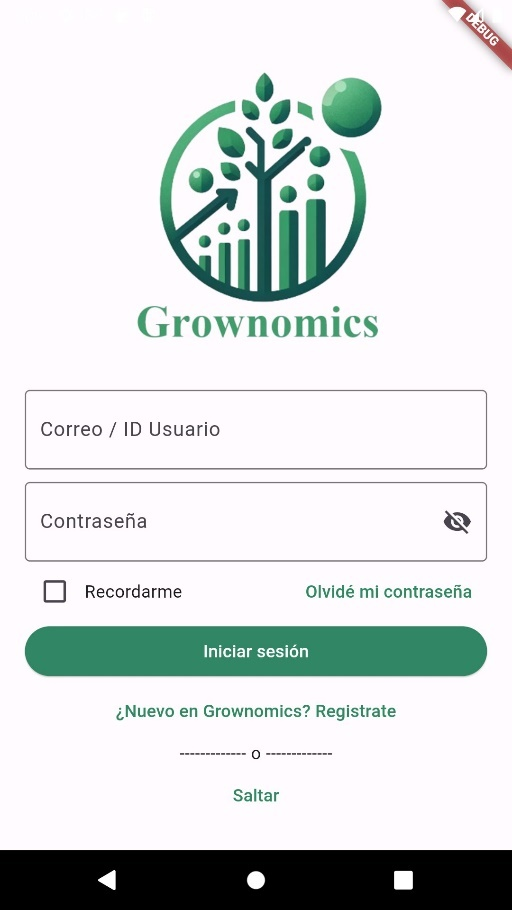 DEBUG
Grownomics
Correo / ID Usuario
Contraseña
Recordarme
Olvidé mi contraseña
Iniciar sesión
¿Nuevo en Grownomics? Registrate
------------- o -------------
Saltar